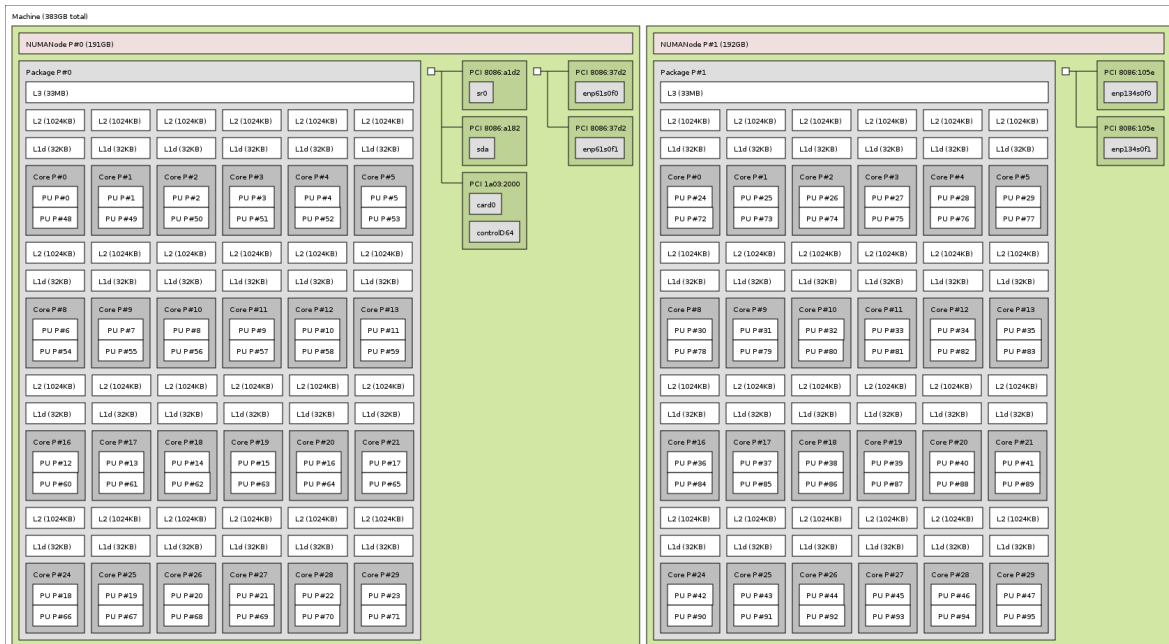 Machine (383GB total)
NUMANode P#0 (191GB)
Package P#0
L3 (33MB)
L2 (1024KB) L2 (1024KB) L2 (1024KB) L2 (1024KB) L2 (1024KB) L2 (1024KB)
L1d (32KB) L1d (32KB) L1d (32KB) L1d (32KB) L1d (32KB) L1d (32KB)
Core P#0 Core P#1 Core P#2 Core P#3 Core P#4 Core P#5
PU P#0 PU P#1 PU P#2 PU P#3 PU P#4 PU P#5
PU P#48 PU P#49 PU P#50 PU P#51 PU P#52 PU P#53
L2 (1024KB) L2 (1024KB) L2 (1024KB) L2 (1024KB) L2 (1024KB) L2 (1024KB)
L1d (32KB) L1d (32KB) L1d (32KB) L1d (32KB) L1d (32KB) L1d (32KB)
Core P#8 Core P#9 Core P#10 Core P#11 Core P#12 Core P#13
PU P#6 PU P#7 PU P#8 PU P#9 PU P#10 PU P#11
PU P#54 PU P#55 PU P#56 PU P#57 PU P#58 PU P#59
L2 (1024KB) L2 (1024KB) L2 (1024KB) L2 (1024KB) L2 (1024KB) L2 (1024KB)
L1d (32KB) L1d (32KB) L1d (32KB) L1d (32KB) L1d (32KB) L1d (32KB)
Core P#16 Core P#17 Core P#18 Core P#19 Core P#20 Core P#21
PU P#12 PU P#13 PU P#14 PU P#15 PU P#16 PU P#17
PU P#60 PU P#61 PU P#62 PU P#63 PU P#64 PU P#65
L2 (1024KB) L2 (1024KB) L2 (1024KB) L2 (1024KB) L2 (1024KB) L2 (1024KB)
L1d (32KB) L1d (32KB) L1d (32KB) L1d (32KB) L1d (32KB) L1d (32KB)
Core P#24 Core P#25 Core P#26 Core P#27 Core P#28 Core P#29
PU P#18 PU P#19 PU P#20 PU P#21 PU P#22 PU P#23
PU P#66 PU P#67 PU P#68 PU P#69 PU P#70 PU P#71
PCI 8086:a1d2
sr0
PCI 8086:a182
sda
PCI 1a03:2000
card0
controlD64
PCI 8086:37d2
enp61s0f0
PCI 8086:37d2
enp61s0f1
NUMANode P#1 (192GB)
Package P#1
L3 (33MB)
L2 (1024KB) L2 (1024KB) L2 (1024KB) L2 (1024KB) L2 (1024KB) L2 (1024KB)
L1d (32KB) L1d (32KB) L1d (32KB) L1d (32KB) L1d (32KB) L1d (32KB)
Core P#0 Core P#1 Core P#2 Core P#3 Core P#4 Core P#5
PU P#24 PU P#25 PU P#26 PU P#27 PU P#28 PU P#29
PU P#72 PU P#73 PU P#74 PU P#75 PU P#76 PU P#77
L2 (1024KB) L2 (1024KB) L2 (1024KB) L2 (1024KB) L2 (1024KB) L2 (1024KB)
L1d (32KB) L1d (32KB) L1d (32KB) L1d (32KB) L1d (32KB) L1d (32KB)
Core P#8 Core P#9 Core P#10 Core P#11 Core P#12 Core P#13
PU P#30 PU P#31 PU P#32 PU P#33 PU P#34 PU P#35
PU P#78 PU P#79 PU P#80 PU P#81 PU P#82 PU P#83
L2 (1024KB) L2 (1024KB) L2 (1024KB) L2 (1024KB) L2 (1024KB) L2 (1024KB)
L1d (32KB) L1d (32KB) L1d (32KB) L1d (32KB) L1d (32KB) L1d (32KB)
Core P#16 Core P#17 Core P#18 Core P#19 Core P#20 Core P#21
PU P#36 PU P#37 PU P#38 PU P#39 PU P#40 PU P#41
PU P#84 PU P#85 PU P#86 PU P#87 PU P#88 PU P#89
L2 (1024KB) L2 (1024KB) L2 (1024KB) L2 (1024KB) L2 (1024KB) L2 (1024KB)
L1d (32KB) L1d (32KB) L1d (32KB) L1d (32KB) L1d (32KB) L1d (32KB)
Core P#24 Core P#25 Core P#26 Core P#27 Core P#28 Core P#29
PU P#42 PU P#43 PU P#44 PU P#45 PU P#46 PU P#47
PU P#90 PU P#91 PU P#92 PU P#93 PU P#94 PU P#95
PCI 8086:105e
enp134s0f0
PCI 8086:105e
enp134s0f1